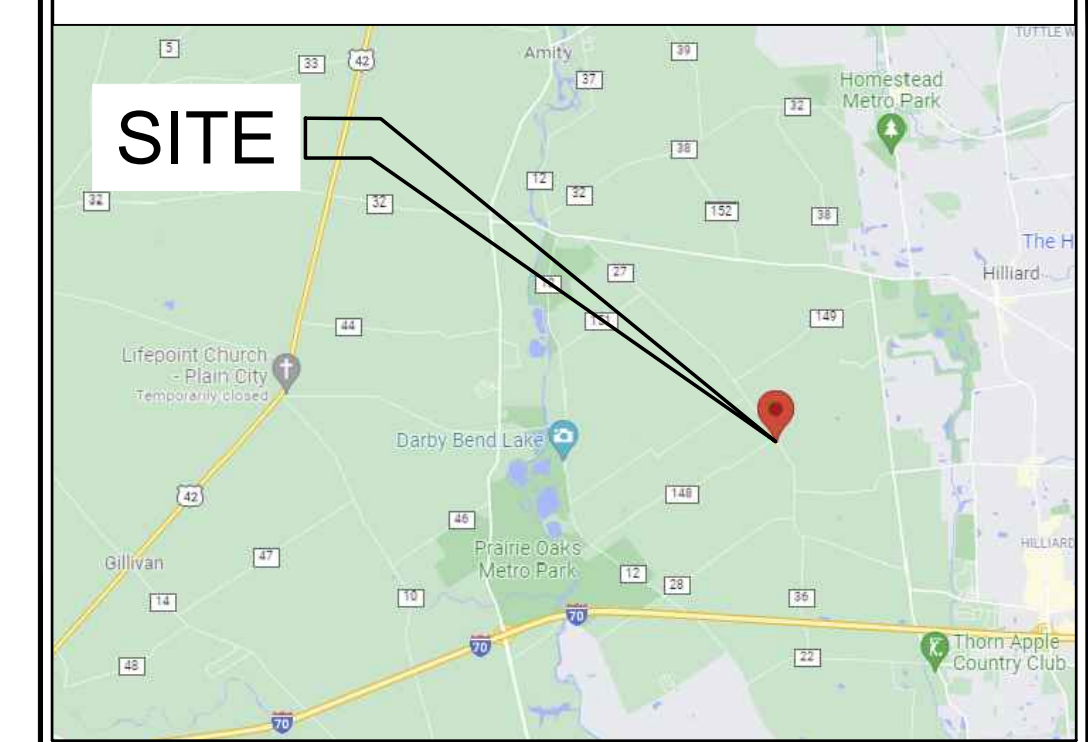 TUTTLE W
5
33
42
Amity
39
37
Homestead
Metro Park
32
SITE
38
12
32
32
32
152
38
The H
Hilliard
27
12
151
149
44
Lifepoint Church
- Plain City
Temporarily closed
Darby Bend Lake
148
42
46
Prairie Oaks
Metro Park
HILLIARD
Gillivan
47
12
28
14
10
36
70
70
Thorn Apple
Country Club
22
48
70